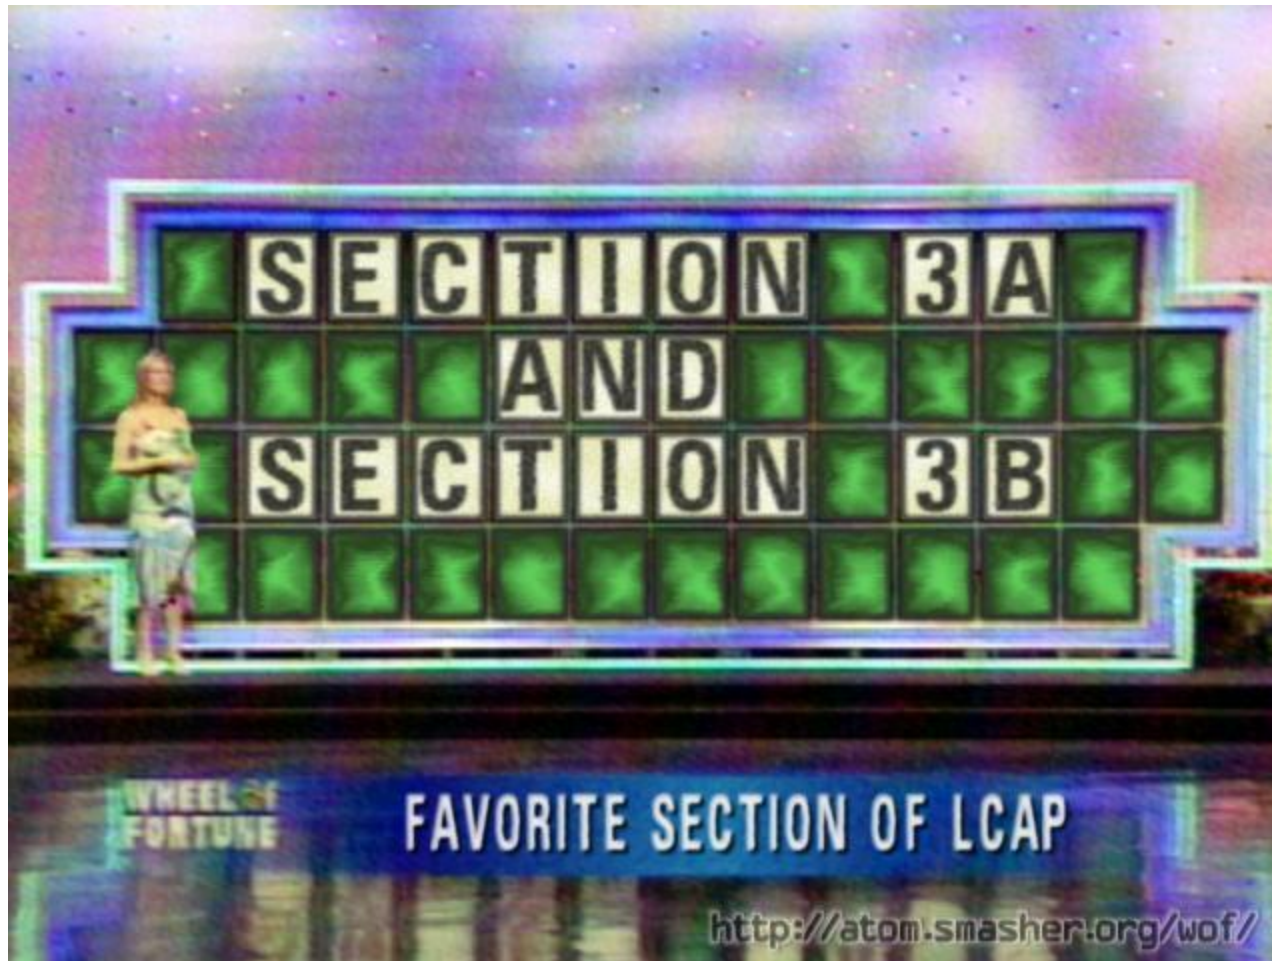 SECTION 3A
AND
SECTION 3B
WHEEL OF
FORTUNE
FAVORITE SECTION OF LCAP
http://atom.smasher.org/wof/